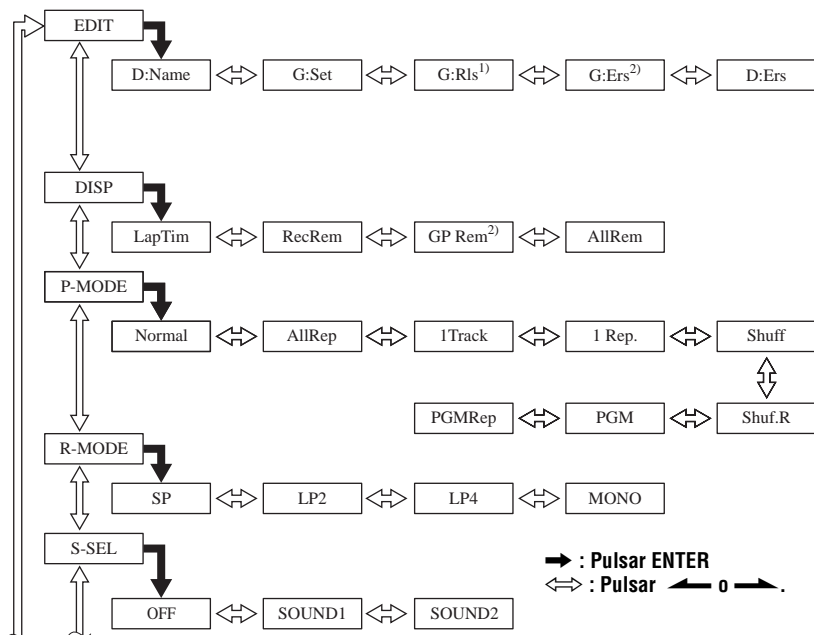 EDIT
D:Name G:Set G:Rls1) G:Ers2) D:Ers
DISP
LapTim RecRem GP Rem2) AllRem
P-MODE
Normal AllRep 1Track 1 Rep. Shuff
PGMRep PGM Shuf.R
R-MODE
SP LP2 LP4 MONO
S-SEL
: Pulsar ENTER
: Pulsar o .
OFF SOUND1 SOUND2